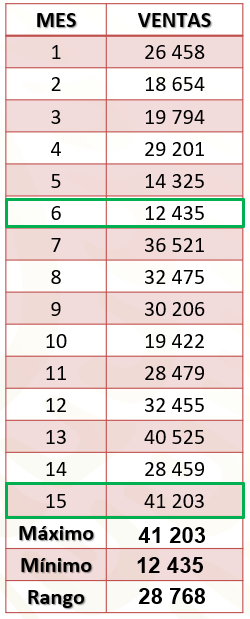 MES VENTAS
1 26 458
2 18 654
3 19 794
4 29 201
5 14 325
6 12 435
7 36 521
8 32 475
9 30 206
10 19 422
11 28 479
12 32 455
13 40 525
14 28 459
15 41 203
Máximo 41 203
Mínimo 12 435
Rango 28 768